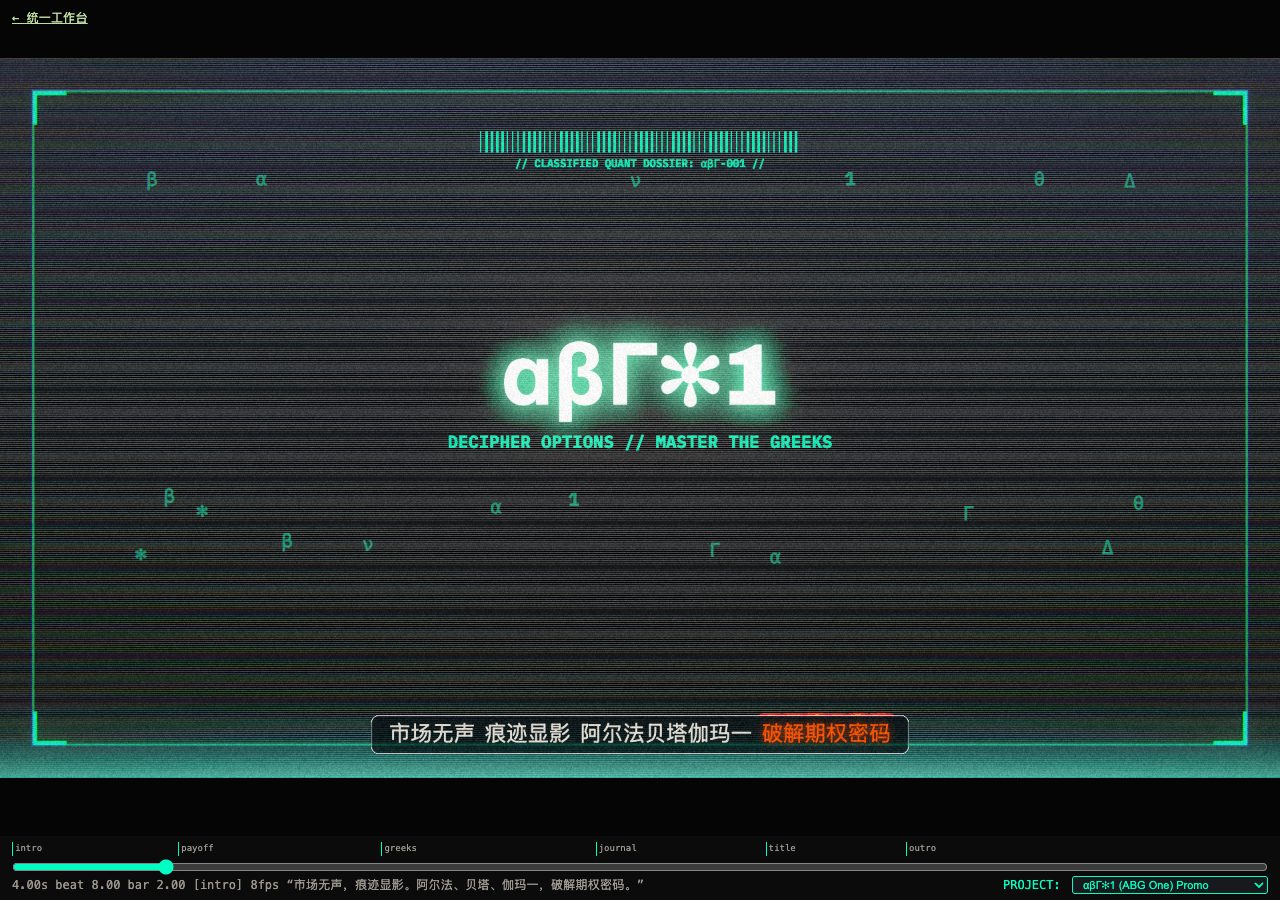 ← 统一工作台
// CLASSIFIED QUANT DOSSIER: αβΓ-001 //
β α ν 1 θ Δ
αβΓ✻1
DECIPHER OPTIONS // MASTER THE GREEKS
β * α 1 Γ θ
* β ν Γ α Δ
市场无声 痕迹显影 阿尔法贝塔伽玛一 破解期权密码
intro payoff greeks journal title outro
4.00s beat 8.00 bar 2.00 [intro] 8fps “市场无声，痕迹显影。阿尔法、贝塔、伽玛一，破解期权密码。”
PROJECT: αβΓ✻1 (ABG One) Promo